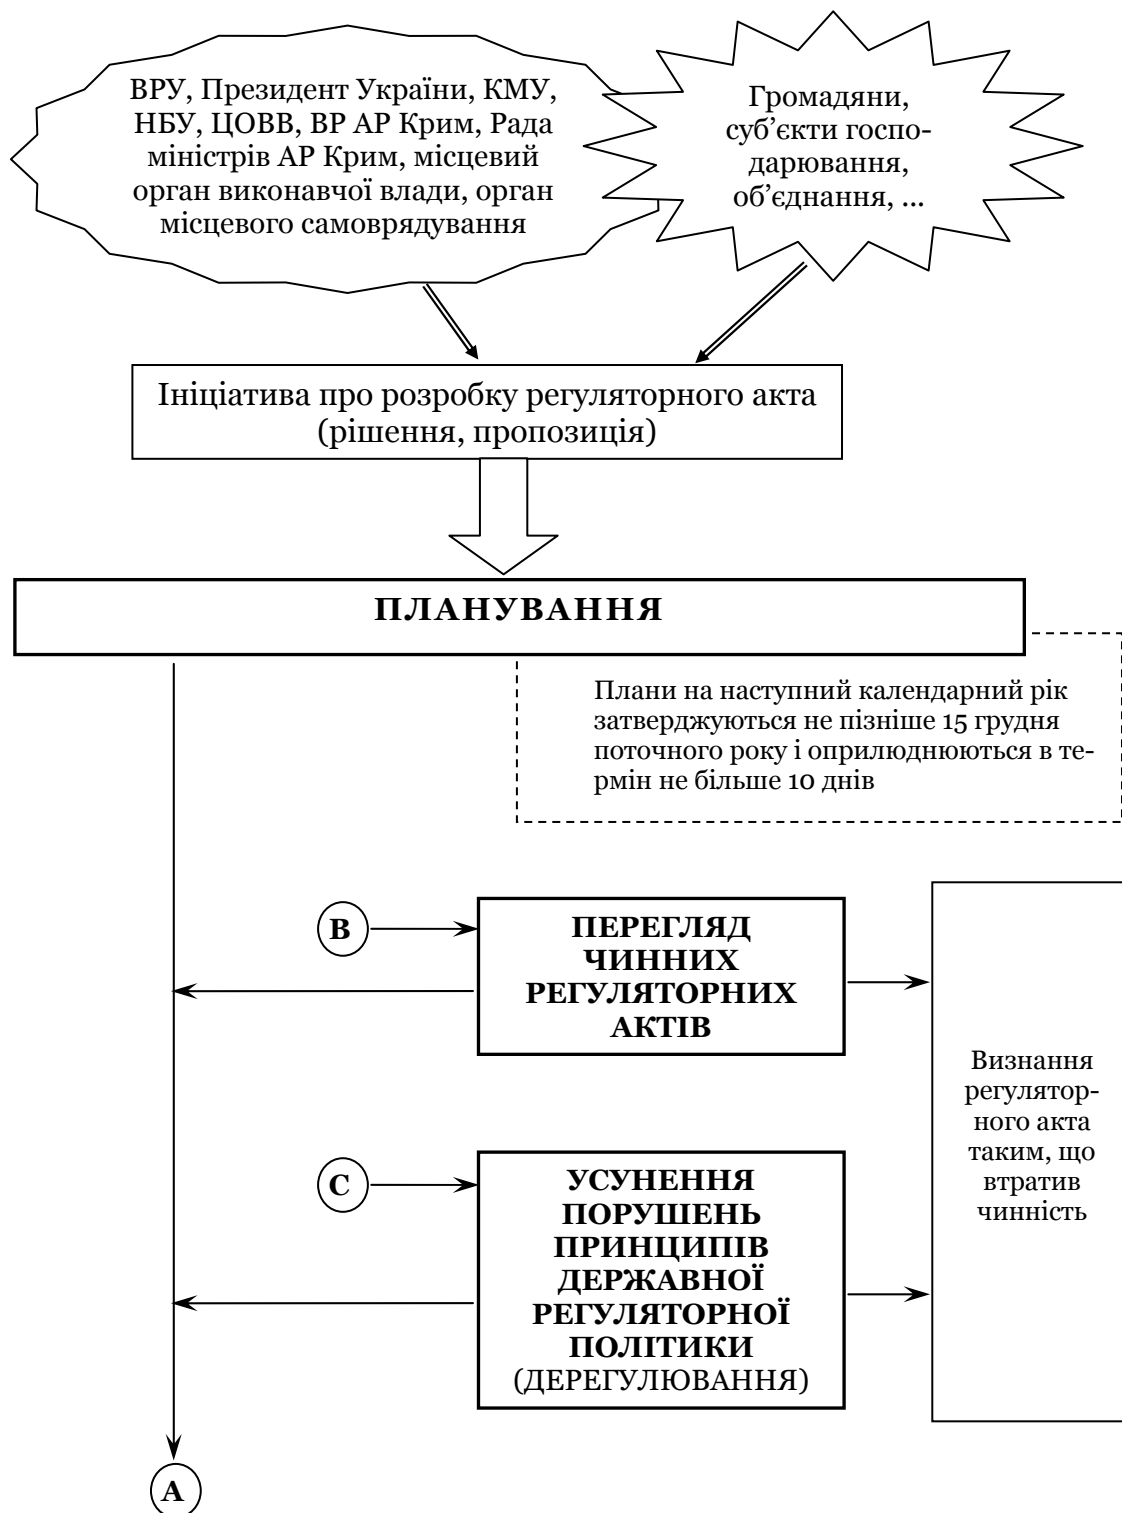 ВРУ, Президент України, КМУ,
НБУ, ЦОВВ, ВР АР Крим, Рада
міністрів АР Крим, місцевий
орган виконавчої влади, орган
місцевого самоврядування
Громадяни,
суб’єкти госпо-
дарювання,
об’єднання, ...
Ініціатива про розробку регуляторного акта
(рішення, пропозиція)
ПЛАНУВАННЯ
Плани на наступний календарний рік
затверджуються не пізніше 15 грудня
поточного року і оприлюднюються в те-
рмін не більше 10 днів
B
ПЕРЕГЛЯД
ЧИННИХ
РЕГУЛЯТОРНИХ
АКТІВ
Визнання
регулятор-
ного акта
таким, що
втратив
чинність
C
УСУНЕННЯ
ПОРУШЕНЬ
ПРИНЦИПІВ
ДЕРЖАВНОЇ
РЕГУЛЯТОРНОЇ
ПОЛІТИКИ
(ДЕРЕГУЛЮВАННЯ)
A